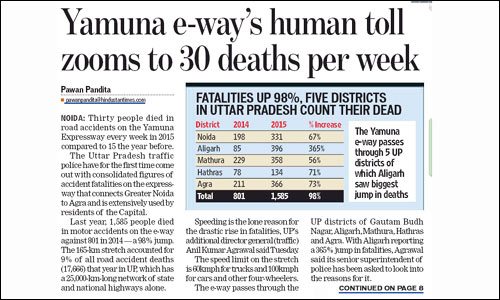 Yamuna e-way's human toll
zooms to 30 deaths per week
Pawan Pandita
pawanpandita@hindustantimes.com
NOIDA: Thirty people died in
road accidents on the Yamuna
Expressway every week in 2015
compared to 15 the year before.
The Uttar Pradesh traffic
police have for the first time come
out with consolidated figures of
accident fatalities on the express-
way that connects Greater Noida
to Agra and is extensively used by
residents of the Capital.
Last year, 1,585 people died
in motor accidents on the e-way
against 801 in 2014 — a 98% jump.
The 165-km stretch accounted for
9% of all road accident deaths
(17,666) that year in UP, which has
a 25,000-km-long network of state
and national highways alone.
FATALITIES UP 98%, FIVE DISTRICTS
IN UTTAR PRADESH COUNT THEIR DEAD
District 2014 2015 % Increase
Noida 198 331 67%
Aligarh 85 396 365%
Mathura 229 358 56%
Hathras 78 134 71%
Agra 211 366 73%
Total 801 1,585 98%
The Yamuna
e-way passes
through 5 UP
districts of
which Aligarh
saw biggest
jump in deaths
Speeding is the lone reason for
the drastic rise in fatalities, UP's
additional director general (traffic)
Anil Kumar Agrawal said Tuesday.
The speed limit on the stretch
is 60kmph for trucks and 100kmph
for cars and other four-wheelers.
The e-way passes through the
UP districts of Gautam Budh
Nagar, Aligarh, Mathura, Hathras
and Agra. With Aligarh reporting
a 365% jump in fatalities, Agrawal
said its senior superintendent of
police has been asked to look into
the reasons for it.
CONTINUED ON PAGE 8